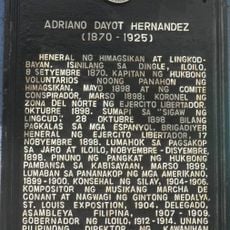 ADRIANO DAYOT HERNANDEZ
(1870 - 1925)
HENERAL NG HIMAGSIKAN AT LINGKOD-
BAYAN. ISINILANG SA DINGLE, ILOILO,
8 SETYEMBRE 1870. KAPITAN NG HUKBONG
VOLUNTARIOS NOONG PANAHON NG
HIMAGSIKAN, MAYO 1898 AT NG COMITE
CONSPIRADOR, MARSO 1898; KORONEL NG
ZONA DEL NORTE NG EJERCITO LIBERTADOR,
OKTUBRE 1898. SUMAPI SA "SIGAW NG
LINCUD", 28 OKTUBRE 1898 BILANG
PAGKALAS SA MGA ESPANYOL. BRIGADYER
HENERAL NG EJERCITO LIBERTADOR, 17
NOBYEMBRE 1898. LUMAHOK SA PAGSAKOP
SA JARO AT ILOILO, NOBYEMBRE-DISYEMBRE,
1898. PINUNO NG PANGKAT NG HUKBONG
PAMBANSA SA KABISAYAAN, MARSO 1899.
LUMABAN SA PANANAKOP NG MGA AMERIKANO,
1899-1900. KONSEHAL NG SILAY, 1904-1906.
KOMPOSITOR NG MUSIKANG MARCHA DE
CONANT AT NAGWAGI NG GINTONG MEDALYA,
ST. LOUIS EXPOSITION, 1904. DELEGADO,
ASAMBLEYA FILIPINA, 1907 - 1909.
GOBERNADOR NG ILOILO, 1912-1914. UNANG
PILIPINONG DIREKTOR NG KAWANIHAN